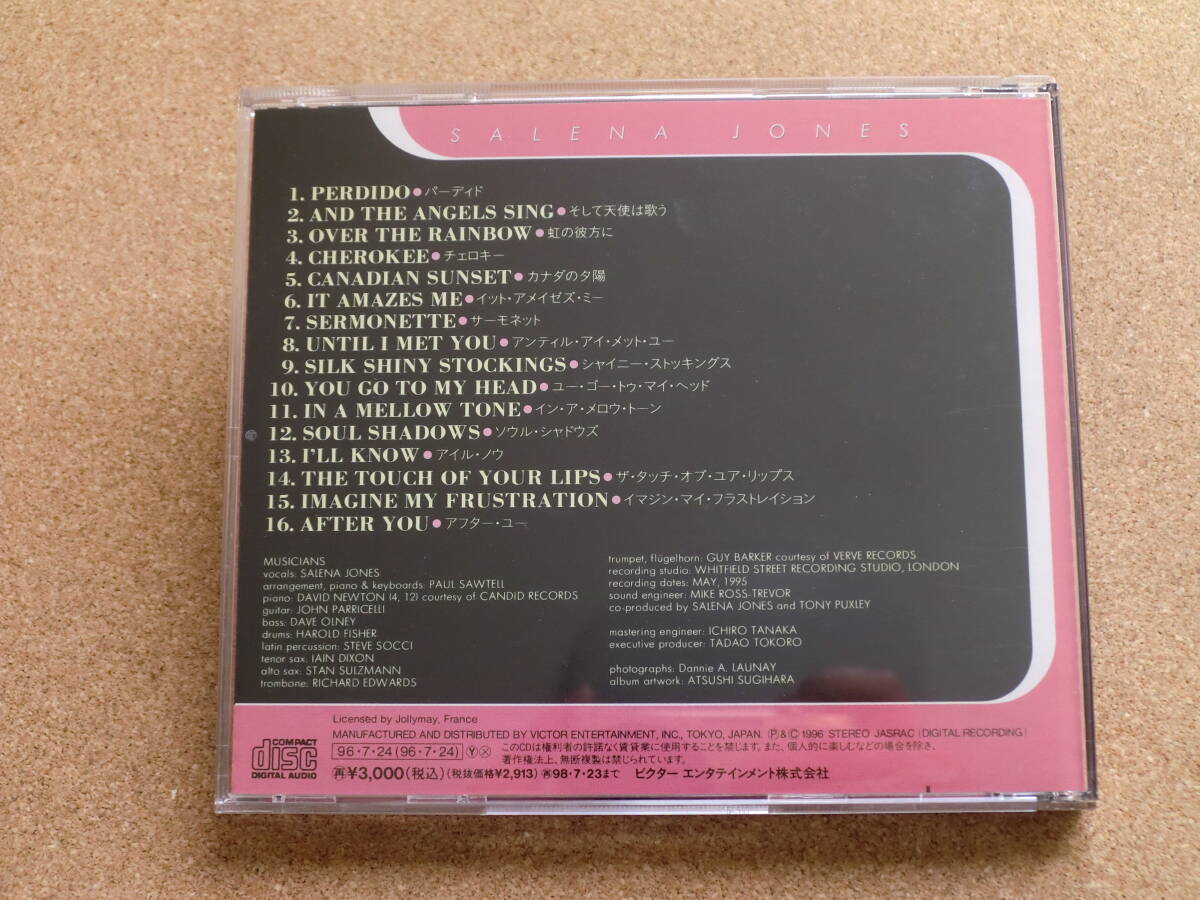 SALENA JONES
1. PERDIDO●パーディド
2. AND THE ANGELS SING●そして天使は歌う
3. OVER THE RAINBOW●虹の彼方に
4. CHEROKEE●チェロキー
5. CANADIAN SUNSET●カナダの夕陽
6. IT AMAZES ME●イット・アメイゼズ・ミー
7. SERMONETTE●サーモネット
8. UNTIL I MET YOU●アンティル・アイ・メット・ユー
9. SILK SHINY STOCKINGS●シャイニー・ストッキングス
10. YOU GO TO MY HEAD●ユー・ゴー・トゥ・マイ・ヘッド
11. IN A MELLOW TONE●イン・ア・メロウ・トーン
12. SOUL SHADOWS●ソウル・シャドウズ
13. I'LL KNOW●アイル・ノウ
14. THE TOUCH OF YOUR LIPS●ザ・タッチ・オブ・ユア・リップス
15. IMAGINE MY FRUSTRATION●イマジン・マイ・フラストレイション
16. AFTER YOU●アフター・ユー
MUSICIANS
vocals: SALENA JONES
arrangement, piano & keyboards: PAUL SAWTELL
piano: DAVID NEWTON (4, 12) courtesy of CANDID RECORDS
guitar: JOHN PARRICELLI
bass: DAVE OLNEY
drums: HAROLD FISHER
latin percussion: STEVE SOCCI
tenor sax: IAIN DIXON
alto sax: STAN SULZMANN
trombone: RICHARD EDWARDS
trumpet, flügelhorn: GUY BARKER courtesy of VERVE RECORDS
recording studio: WHITFIELD STREET RECORDING STUDIO, LONDON
recording dates: MAY, 1995
sound engineer: MIKE ROSS-TREVOR
co-produced by SALENA JONES and TONY PUXLEY
mastering engineer: ICHIRO TANAKA
executive producer: TADAO TOKORO
photographs: Dannie A. LAUNAY
album artwork: ATSUSHI SUGIHARA
Licensed by Jollymay, France
MANUFACTURED AND DISTRIBUTED BY VICTOR ENTERTAINMENT, INC., TOKYO, JAPAN. Ⓟ&Ⓒ 1996 STEREO JASRAC (DIGITAL RECORDING)
COMPACT disc DIGITAL AUDIO
96・7・24(96・7・24) Ⓨ Ⓧ このCDは権利者の許諾なく賃貸業に使用することを禁じます。また、個人的に楽しむなどの場合を除き、
著作権法上、無断複製は禁じられています。
㊢¥3,000(税込)(税抜価格¥2,913) ㊢98・7・23まで ビクター エンタテインメント株式会社